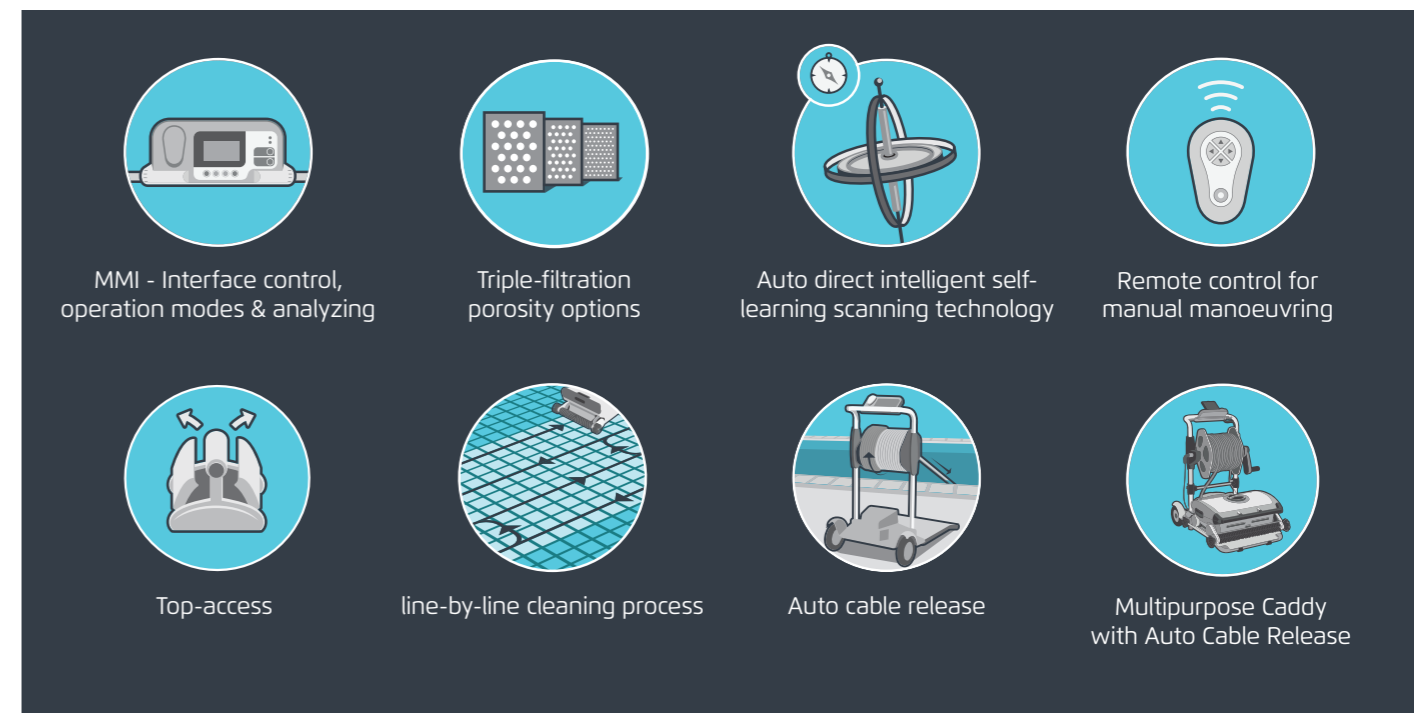 MMI - Interface control,
operation modes & analyzing
Triple-filtration
porosity options
Auto direct intelligent self-
learning scanning technology
Remote control for
manual manoeuvring
Top-access
line-by-line cleaning process
Auto cable release
Multipurpose Caddy
with Auto Cable Release